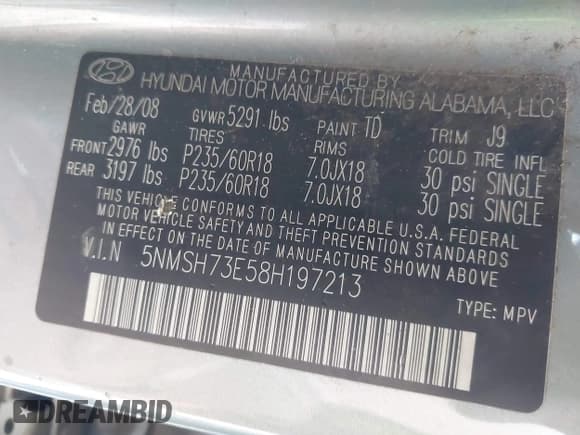 MANUFACTURED BY
HYUNDAI MOTOR MANUFACTURING ALABAMA, LLC
Feb/28/08 GVWR 5291 lbs PAINT TD TRIM J9
GAWR TIRES RIMS COLD TIRE INFL
FRONT 2976 lbs P235/60R18 7.0JX18 30 psi SINGLE
REAR 3197 lbs P235/60R18 7.0JX18 30 psi SINGLE
THIS VEHICLE CONFORMS TO ALL APPLICABLE U.S.A. FEDERAL
MOTOR VEHICLE SAFETY AND THEFT PREVENTION STANDARDS
IN EFFECT ON THE DATE OF MANUFACTURE SHOWN ABOVE.
V.I.N 5NMSH73E58H197213
TYPE: MPV
DREAMBID